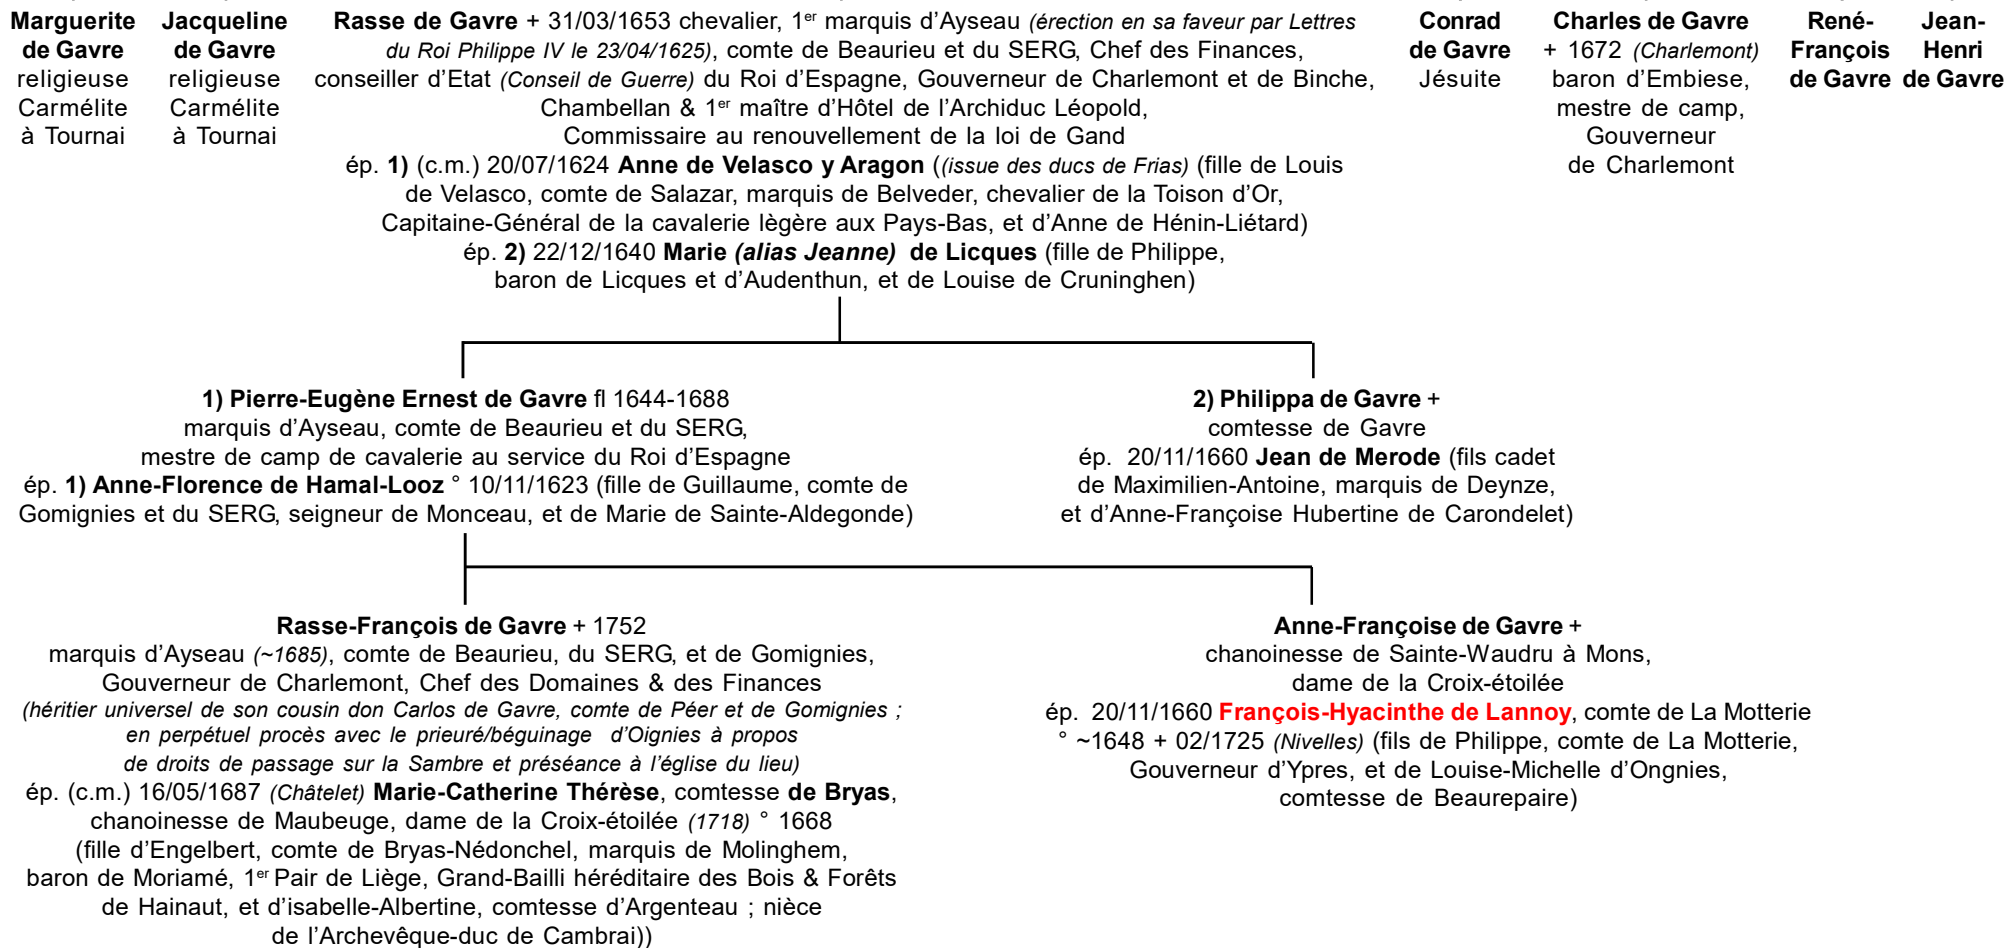 Marguerite
de Gavre
religieuse
Carmélite
à Tournai
Jacqueline
de Gavre
religieuse
Carmélite
à Tournai
Rasse de Gavre + 31/03/1653 chevalier, 1er marquis d’Ayseau (érection en sa faveur par Lettres
du Roi Philippe IV le 23/04/1625), comte de Beaurieu et du SERG, Chef des Finances,
conseiller d’Etat (Conseil de Guerre) du Roi d’Espagne, Gouverneur de Charlemont et de Binche,
Chambellan & 1er maître d’Hôtel de l’Archiduc Léopold,
Commissaire au renouvellement de la loi de Gand
ép. 1) (c.m.) 20/07/1624 Anne de Velasco y Aragon ((issue des ducs de Frias) (fille de Louis
de Velasco, comte de Salazar, marquis de Belveder, chevalier de la Toison d’Or,
Capitaine-Général de la cavalerie lègère aux Pays-Bas, et d’Anne de Hénin-Liétard)
ép. 2) 22/12/1640 Marie (alias Jeanne) de Licques (fille de Philippe,
baron de Licques et d’Audenthun, et de Louise de Cruninghen)
Conrad
de Gavre
Jésuite
Charles de Gavre
+ 1672 (Charlemont)
baron d’Embiese,
mestre de camp,
Gouverneur
de Charlemont
René-
François
de Gavre
Jean-
Henri
de Gavre
1) Pierre-Eugène Ernest de Gavre fl 1644-1688
marquis d’Ayseau, comte de Beaurieu et du SERG,
mestre de camp de cavalerie au service du Roi d’Espagne
ép. 1) Anne-Florence de Hamal-Looz ° 10/11/1623 (fille de Guillaume, comte de
Gomignies et du SERG, seigneur de Monceau, et de Marie de Sainte-Aldegonde)
2) Philippa de Gavre +
comtesse de Gavre
ép. 20/11/1660 Jean de Merode (fils cadet
de Maximilien-Antoine, marquis de Deynze,
et d’Anne-Françoise Hubertine de Carondelet)
Rasse-François de Gavre + 1752
marquis d’Ayseau (~1685), comte de Beaurieu, du SERG, et de Gomignies,
Gouverneur de Charlemont, Chef des Domaines & des Finances
(héritier universel de son cousin don Carlos de Gavre, comte de Péer et de Gomignies ;
en perpétuel procès avec le prieuré/béguinage d’Oignies à propos
de droits de passage sur la Sambre et préséance à l’église du lieu)
ép. (c.m.) 16/05/1687 (Châtelet) Marie-Catherine Thérèse, comtesse de Bryas,
chanoinesse de Maubeuge, dame de la Croix-étoilée (1718) ° 1668
(fille d’Engelbert, comte de Bryas-Nédonchel, marquis de Molinghem,
baron de Moriamé, 1er Pair de Liège, Grand-Bailli héréditaire des Bois & Forêts
de Hainaut, et d’isabelle-Albertine, comtesse d’Argenteau ; nièce
de l’Archevêque-duc de Cambrai))
Anne-Françoise de Gavre +
chanoinesse de Sainte-Waudru à Mons,
dame de la Croix-étoilée
ép. 20/11/1660 François-Hyacinthe de Lannoy, comte de La Motterie
° ~1648 + 02/1725 (Nivelles) (fils de Philippe, comte de La Motterie,
Gouverneur d’Ypres, et de Louise-Michelle d’Ongnies,
comtesse de Beaurepaire)